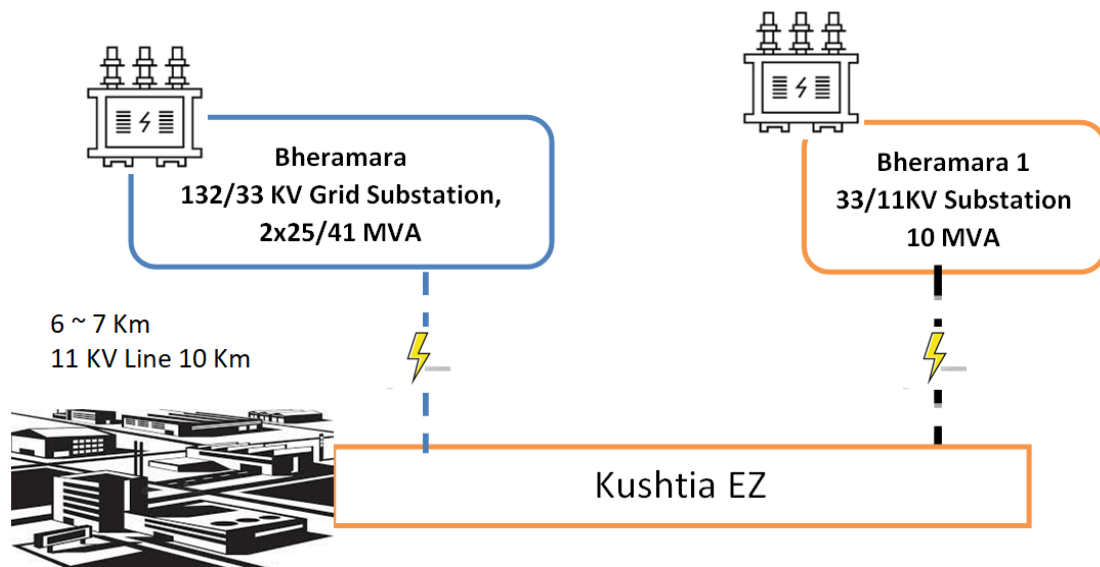 Bheramara
132/33 KV Grid Substation,
2x25/41 MVA
Bheramara 1
33/11KV Substation
10 MVA
6 ~ 7 Km
11 KV Line 10 Km
Kushtia EZ